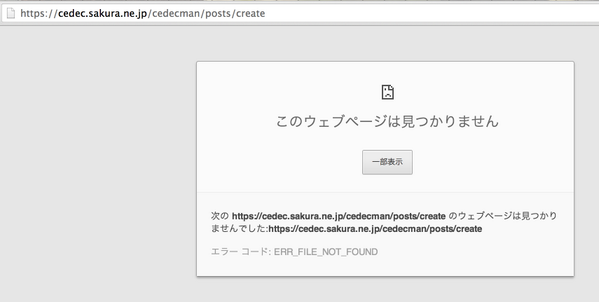 https://cedec.sakura.ne.jp/cedecman/posts/create
このウェブページは見つかりません
一部表示
次の https://cedec.sakura.ne.jp/cedecman/posts/create のウェブページは見つかり
ませんでした:https://cedec.sakura.ne.jp/cedecman/posts/create
エラー コード: ERR_FILE_NOT_FOUND